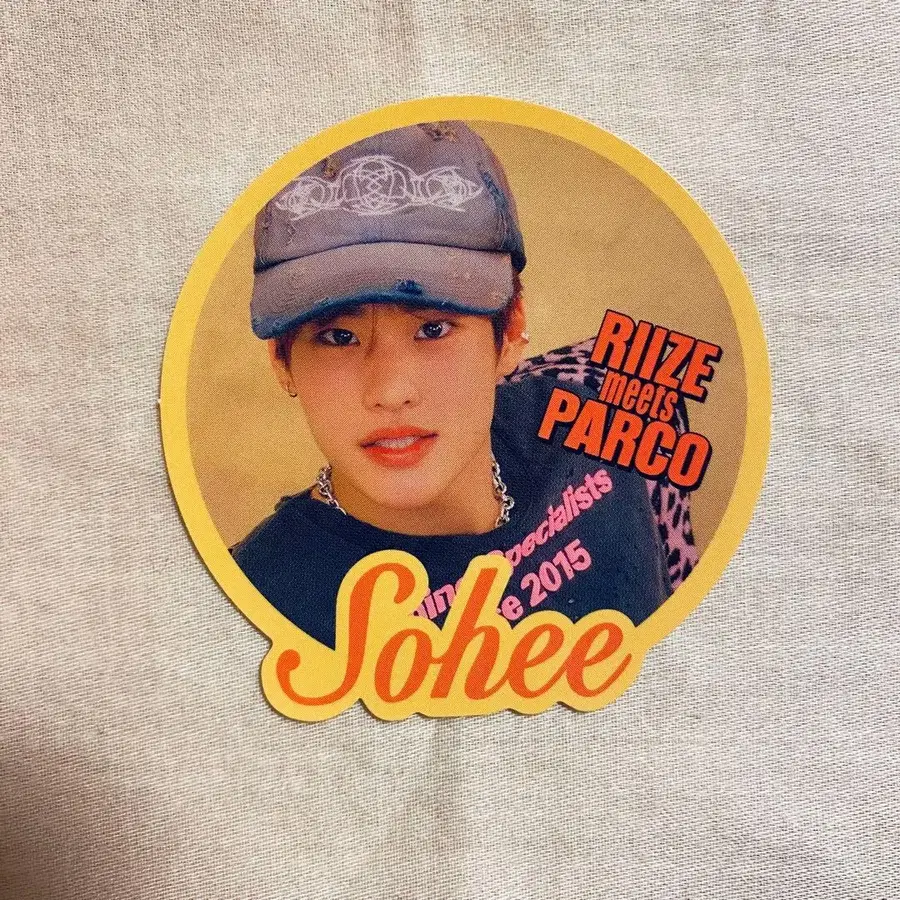 RIIZE
meets
PARCO
Specialists
2015
Sohee